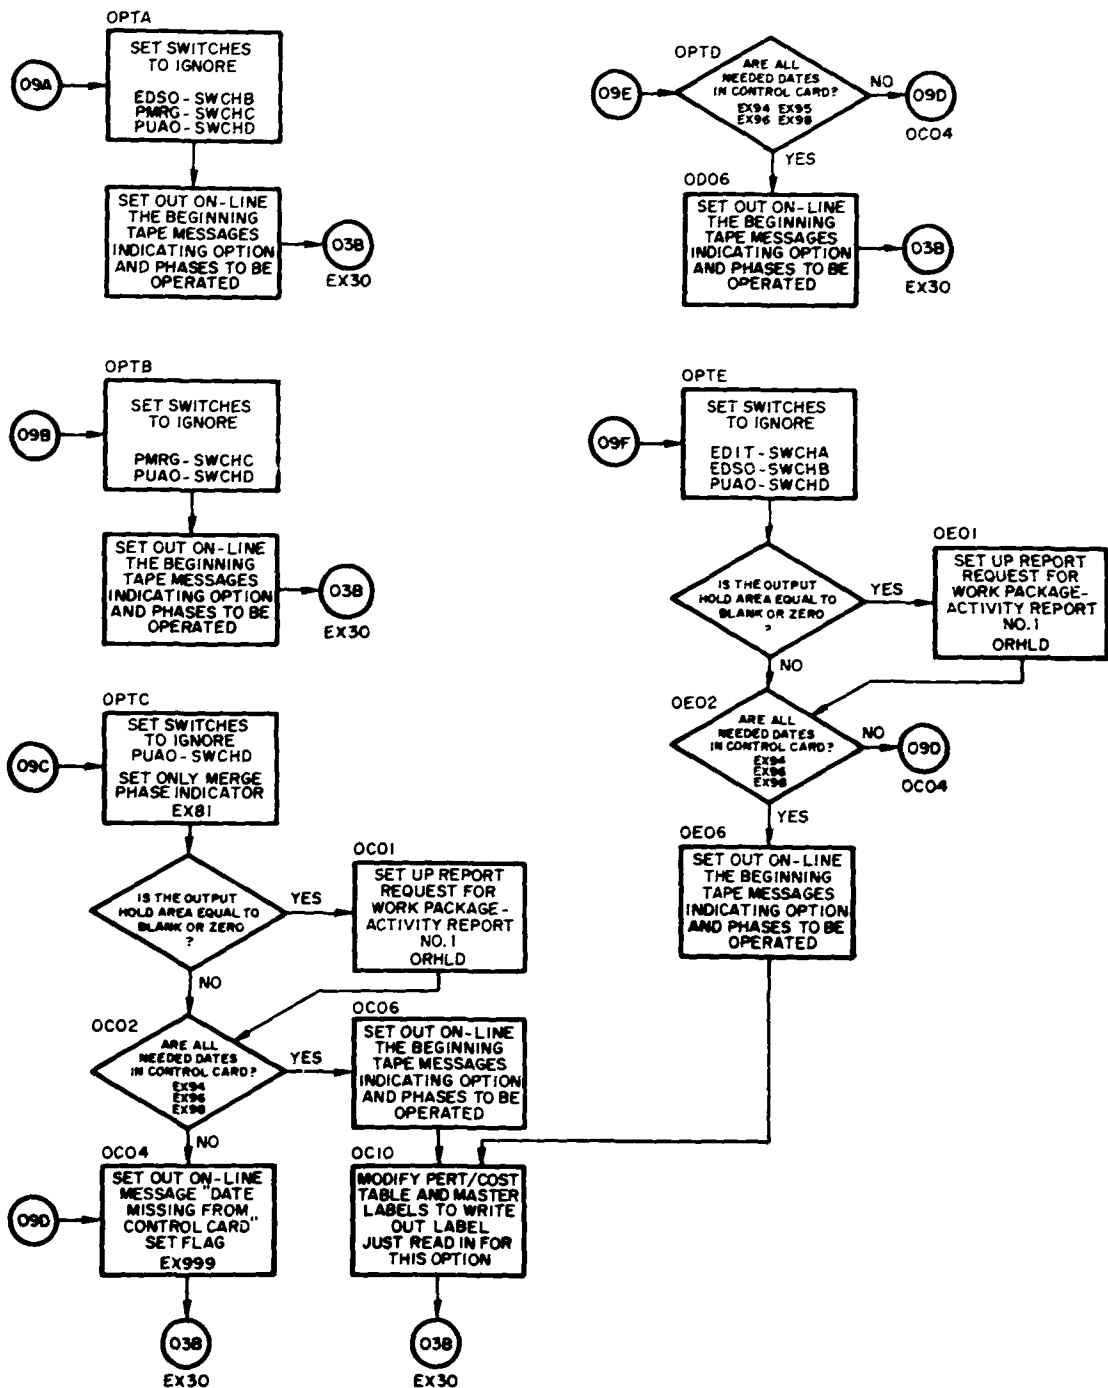 OPTA
09A
SET SWITCHES
TO IGNORE
EDSO-SWCHB
PMRG-SWCHC
PUAO-SWCHD
SET OUT ON-LINE
THE BEGINNING
TAPE MESSAGES
INDICATING OPTION
AND PHASES TO BE
OPERATED
03B
EX30
OPTD
09E
ARE ALL
NEEDED DATES
IN CONTROL CARD?
EX94 EX95
EX96 EX98
NO
09D
OC04
YES
OD06
SET OUT ON-LINE
THE BEGINNING
TAPE MESSAGES
INDICATING OPTION
AND PHASES TO BE
OPERATED
03B
EX30
OPTB
09B
SET SWITCHES
TO IGNORE
PMRG-SWCHC
PUAO-SWCHD
SET OUT ON-LINE
THE BEGINNING
TAPE MESSAGES
INDICATING OPTION
AND PHASES TO BE
OPERATED
03B
EX30
OPTE
09F
SET SWITCHES
TO IGNORE
EDIT-SWCHA
EDSO-SWCHB
PUAO-SWCHD
IS THE OUTPUT
HOLD AREA EQUAL TO
BLANK OR ZERO
?
YES
OE01
SET UP REPORT
REQUEST FOR
WORK PACKAGE-
ACTIVITY REPORT
NO.1
ORHLD
NO
OE02
ARE ALL
NEEDED DATES
IN CONTROL CARD?
EX94
EX96
EX98
NO
09D
OC04
YES
OE06
SET OUT ON-LINE
THE BEGINNING
TAPE MESSAGES
INDICATING OPTION
AND PHASES TO BE
OPERATED
OPTC
09C
SET SWITCHES
TO IGNORE
PUAO-SWCHD
SET ONLY MERGE
PHASE INDICATOR
EX81
IS THE OUTPUT
HOLD AREA EQUAL TO
BLANK OR ZERO
?
YES
OC01
SET UP REPORT
REQUEST FOR
WORK PACKAGE-
ACTIVITY REPORT
NO.1
ORHLD
NO
OC02
ARE ALL
NEEDED DATES
IN CONTROL CARD?
EX94
EX96
EX98
YES
OC06
SET OUT ON-LINE
THE BEGINNING
TAPE MESSAGES
INDICATING OPTION
AND PHASES TO BE
OPERATED
NO
OC04
09D
SET OUT ON-LINE
MESSAGE "DATE
MISSING FROM
CONTROL CARD"
SET FLAG
EX999
03B
EX30
OC10
MODIFY PERT/COST
TABLE AND MASTER
LABELS TO WRITE
OUT LABEL
JUST READ IN FOR
THIS OPTION
03B
EX30